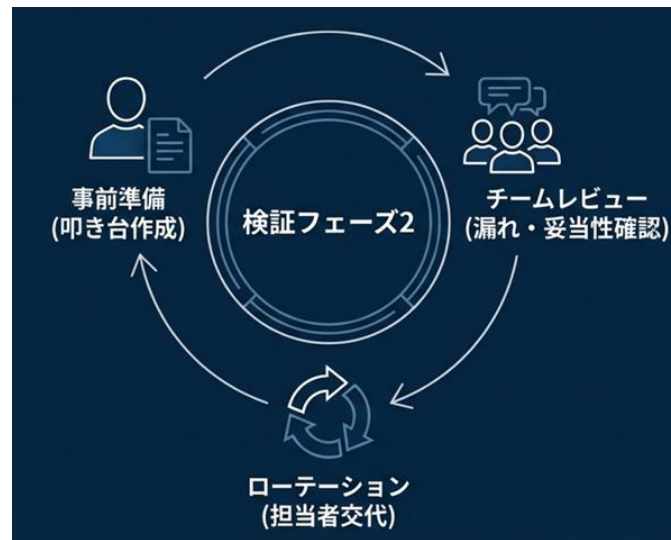 事前準備
(叩き台作成)
チームレビュー
(漏れ・妥当性確認)
検証フェーズ2
ローテーション
(担当者交代)